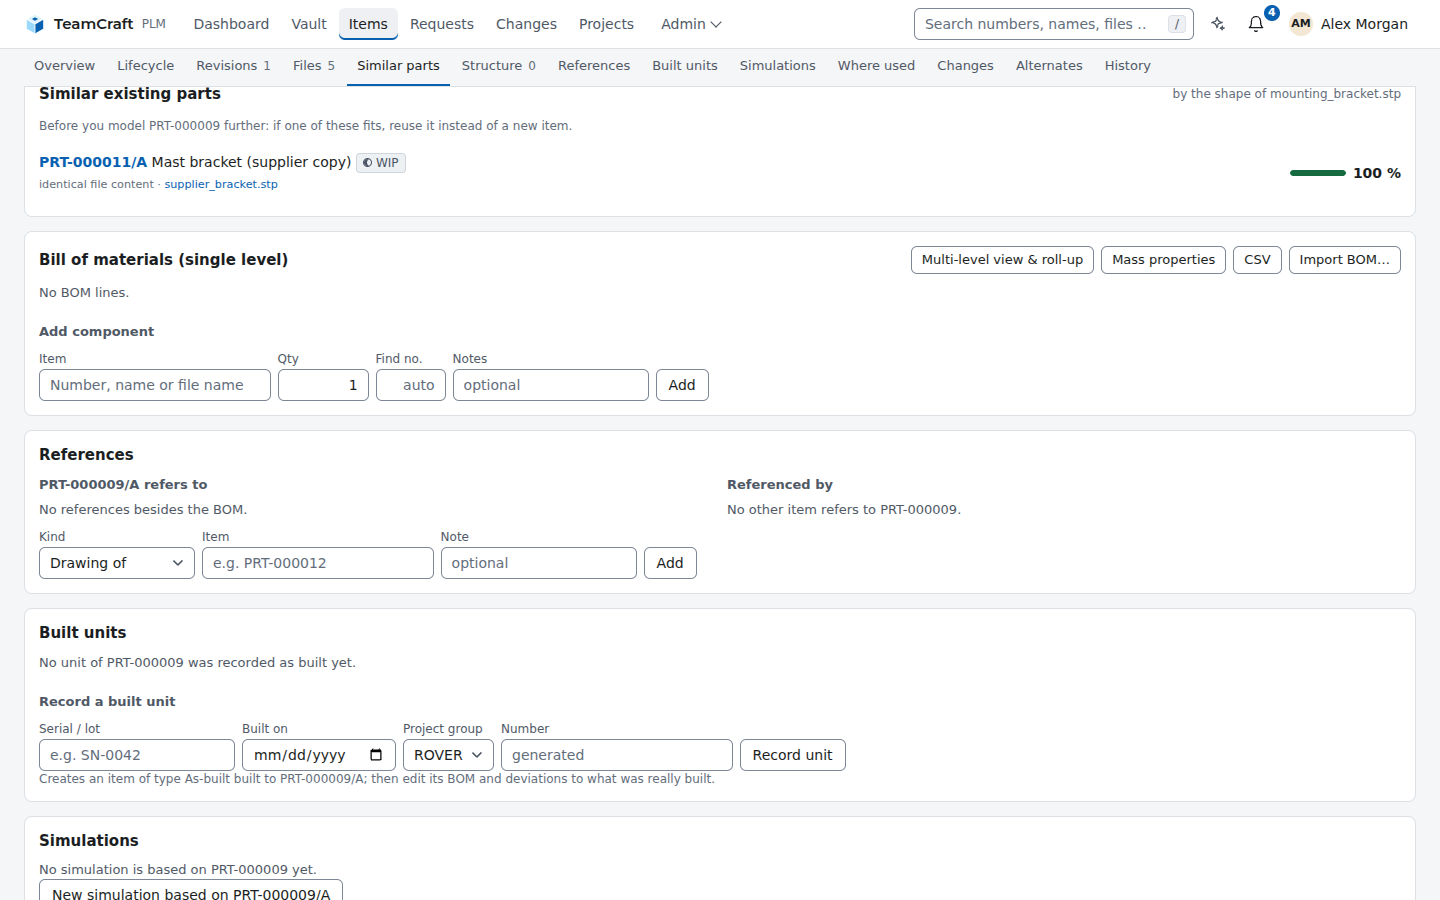 TeamCraft PLM Dashboard Vault Items Requests Changes Projects Admin Search numbers, names, files .. / 4 AM Alex Morgan
Overview Lifecycle Revisions 1 Files 5 Similar parts Structure 0 References Built units Simulations Where used Changes Alternates History
Similar existing parts by the shape of mounting_bracket.stp
Before you model PRT-000009 further: if one of these fits, reuse it instead of a new item.
PRT-000011/A Mast bracket (supplier copy) WIP
identical file content · supplier_bracket.stp
100 %
Bill of materials (single level) Multi-level view & roll-up Mass properties CSV Import BOM…
No BOM lines.
Add component
Item Qty Find no. Notes
Number, name or file name 1 auto optional Add
References
PRT-000009/A refers to Referenced by
No references besides the BOM. No other item refers to PRT-000009.
Kind Item Note
Drawing of e.g. PRT-000012 optional Add
Built units
No unit of PRT-000009 was recorded as built yet.
Record a built unit
Serial / lot Built on Project group Number
e.g. SN-0042 mm/dd/yyyy ROVER generated Record unit
Creates an item of type As-built built to PRT-000009/A; then edit its BOM and deviations to what was really built.
Simulations
No simulation is based on PRT-000009 yet.
New simulation based on PRT-000009/A